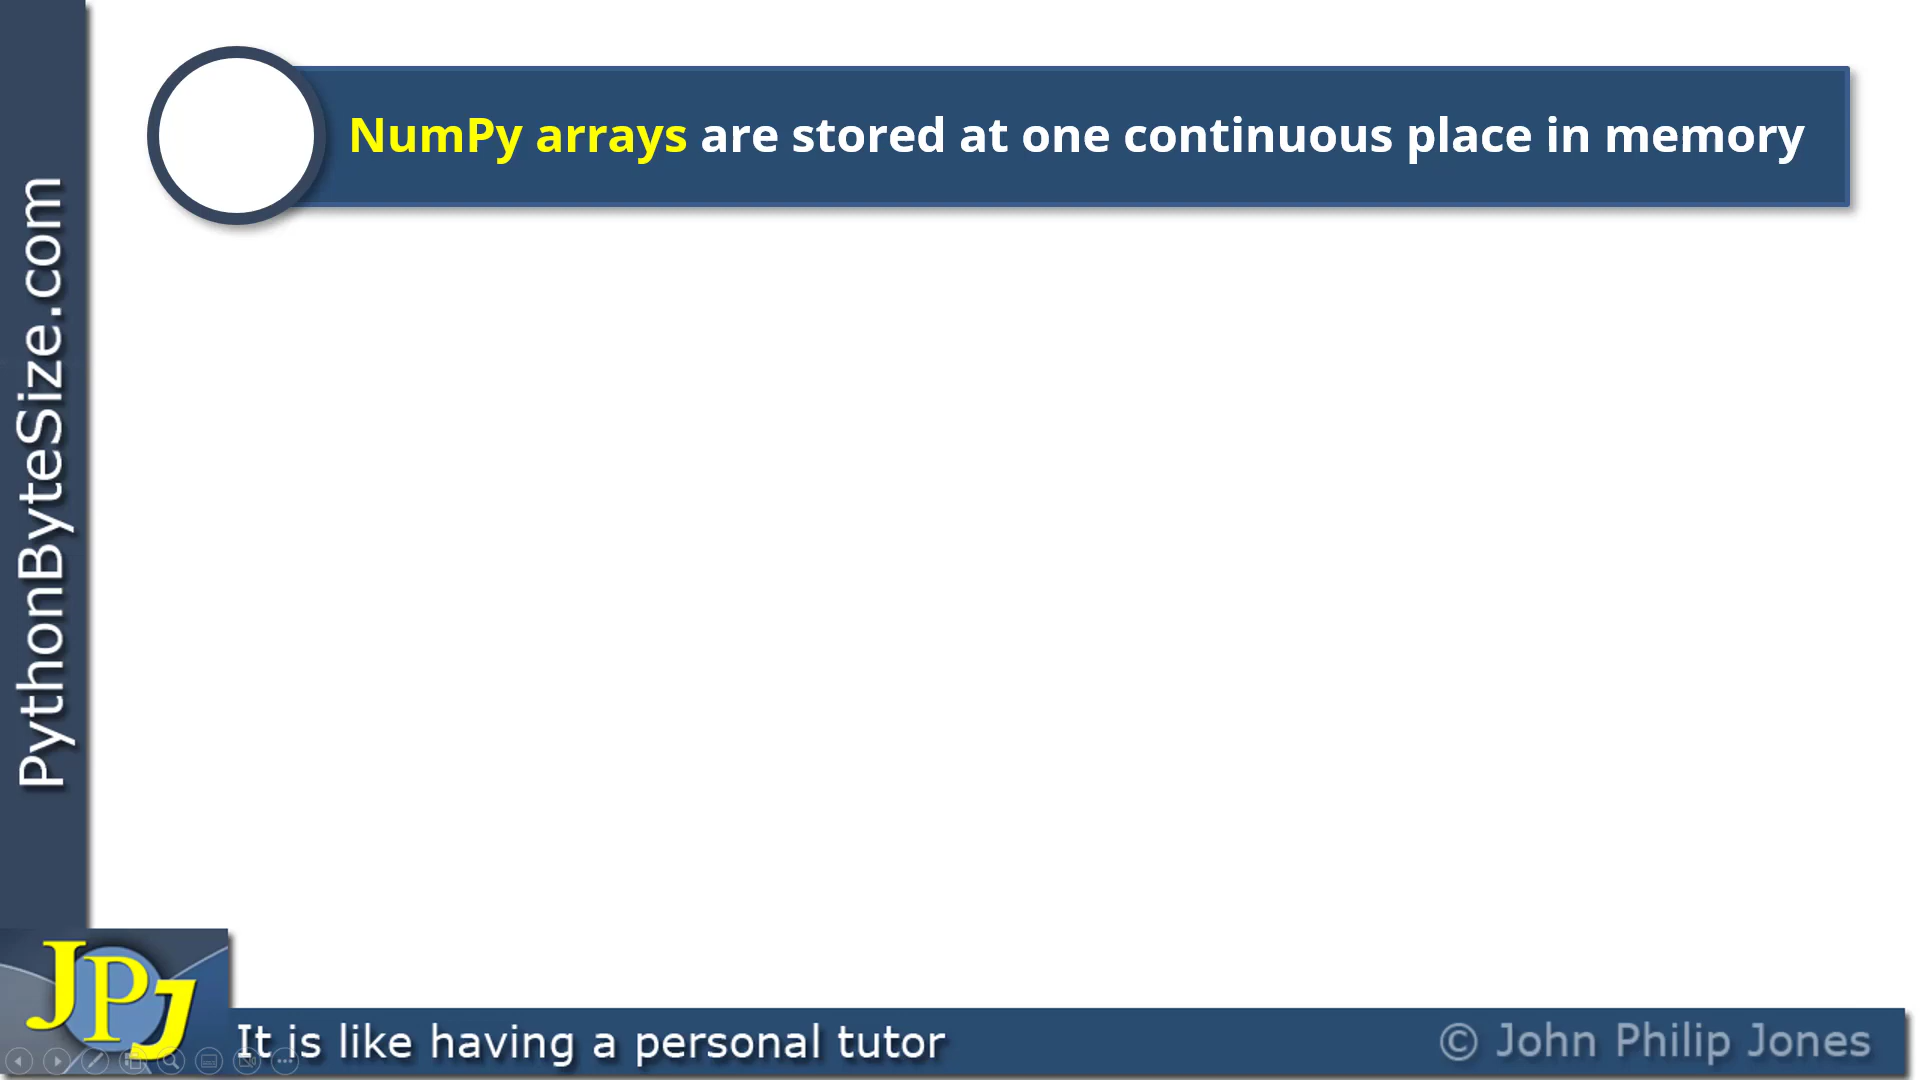 NumPy arrays are stored at one continuous place in memory
PythonByteSize.com
JPJ
It is like having a personal tutor
© John Philip Jones